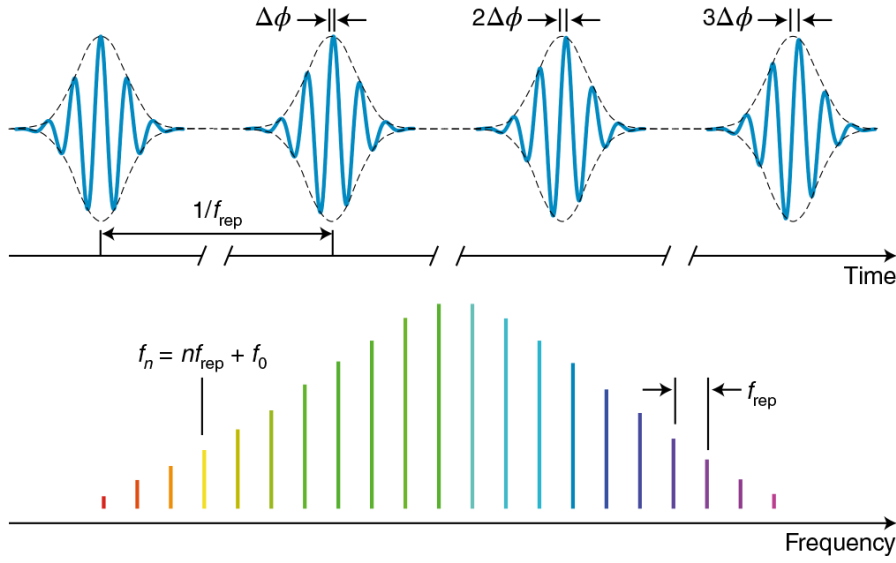 Δϕ
2Δϕ
3Δϕ
1/f_rep
Time
f_n = nf_rep + f_0
f_rep
Frequency